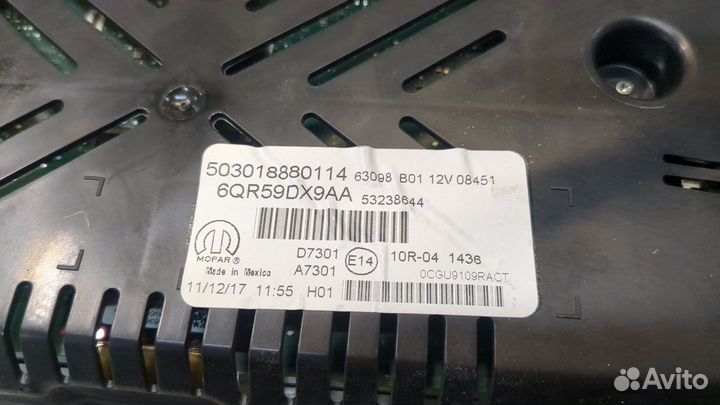 503018880114 63098 B01 12V 08451
6QR59DX9AA 53238644
MOPAR®
Made in Mexico
D7301
A7301
E14
10R-04 1436
0CGU9109RACT
11/12/17 11:55 H01
Avito